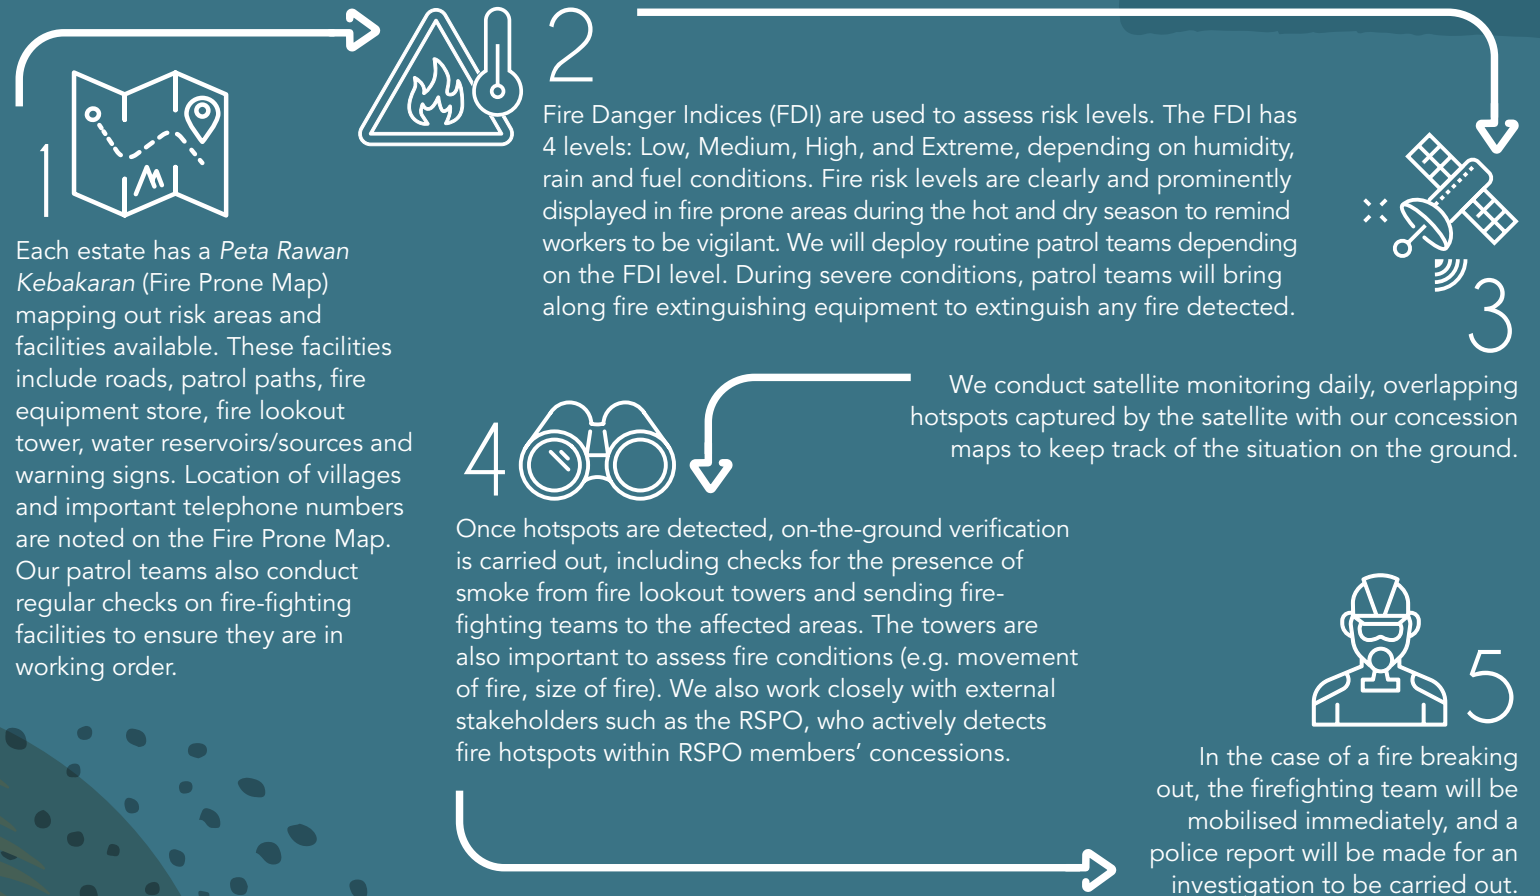 1
Each estate has a Peta Rawan
Kebakaran (Fire Prone Map)
mapping out risk areas and
facilities available. These facilities
include roads, patrol paths, fire
equipment store, fire lookout
tower, water reservoirs/sources and
warning signs. Location of villages
and important telephone numbers
are noted on the Fire Prone Map.
Our patrol teams also conduct
regular checks on fire-fighting
facilities to ensure they are in
working order.
2
Fire Danger Indices (FDI) are used to assess risk levels. The FDI has
4 levels: Low, Medium, High, and Extreme, depending on humidity,
rain and fuel conditions. Fire risk levels are clearly and prominently
displayed in fire prone areas during the hot and dry season to remind
workers to be vigilant. We will deploy routine patrol teams depending
on the FDI level. During severe conditions, patrol teams will bring
along fire extinguishing equipment to extinguish any fire detected.
3
We conduct satellite monitoring daily, overlapping
hotspots captured by the satellite with our concession
maps to keep track of the situation on the ground.
4
Once hotspots are detected, on-the-ground verification
is carried out, including checks for the presence of
smoke from fire lookout towers and sending fire-
fighting teams to the affected areas. The towers are
also important to assess fire conditions (e.g. movement
of fire, size of fire). We also work closely with external
stakeholders such as the RSPO, who actively detects
fire hotspots within RSPO members’ concessions.
5
In the case of a fire breaking
out, the firefighting team will be
mobilised immediately, and a
police report will be made for an
investigation to be carried out.